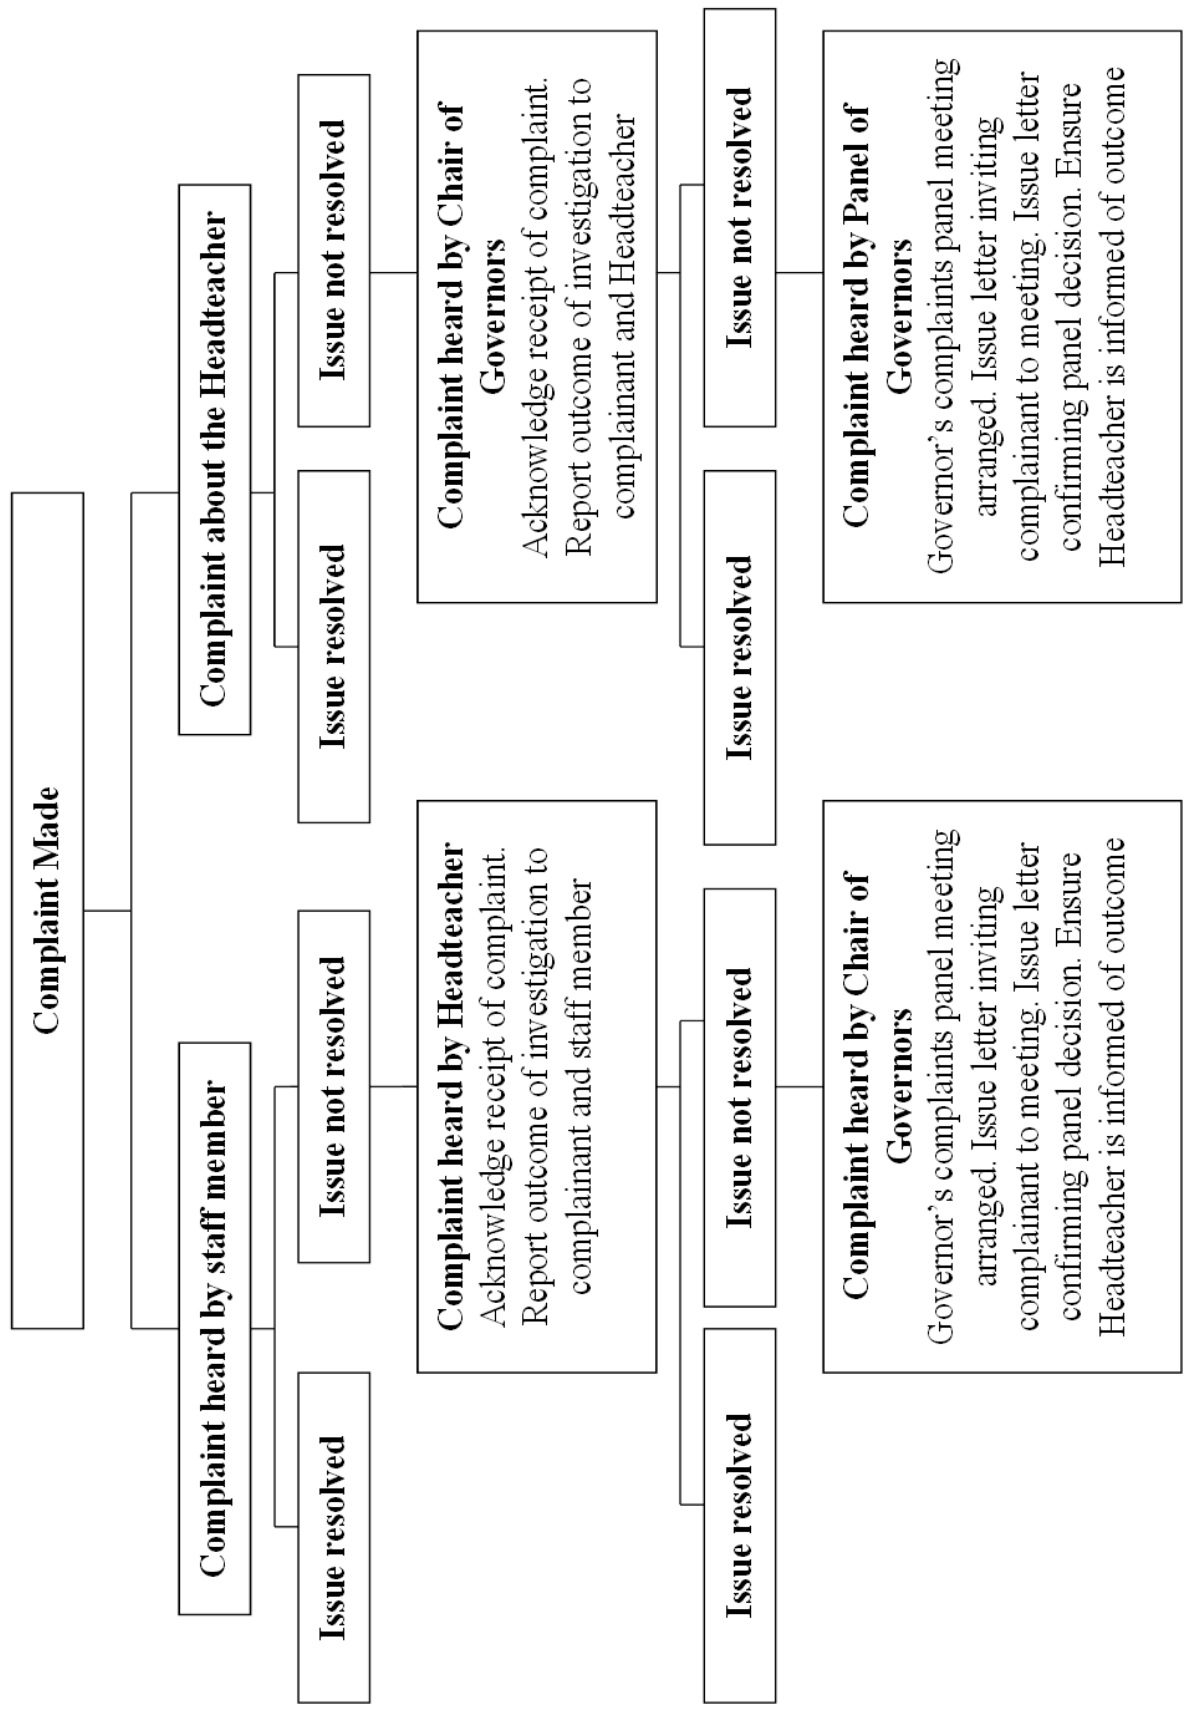 Complaint Made
Complaint heard by staff member
Complaint about the Headteacher
Issue resolved
Issue not resolved
Issue resolved
Issue not resolved
Complaint heard by Headteacher
Acknowledge receipt of complaint.
Report outcome of investigation to
complainant and staff member
Complaint heard by Chair of
Governors
Acknowledge receipt of complaint.
Report outcome of investigation to
complainant and Headteacher
Issue resolved
Issue not resolved
Issue resolved
Issue not resolved
Complaint heard by Chair of
Governors
Governor's complaints panel meeting
arranged. Issue letter inviting
complainant to meeting. Issue letter
confirming panel decision. Ensure
Headteacher is informed of outcome
Complaint heard by Panel of
Governors
Governor's complaints panel meeting
arranged. Issue letter inviting
complainant to meeting. Issue letter
confirming panel decision. Ensure
Headteacher is informed of outcome